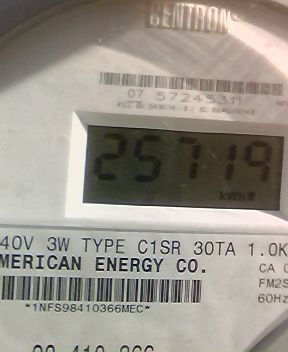 CENTRON
07 57245311
25719
kWh
40V 3W TYPE C1SR 30TA 1.0K
MERICAN ENERGY CO.
CA 0
FM2S
60Hz
*1NFS98410366MEC*